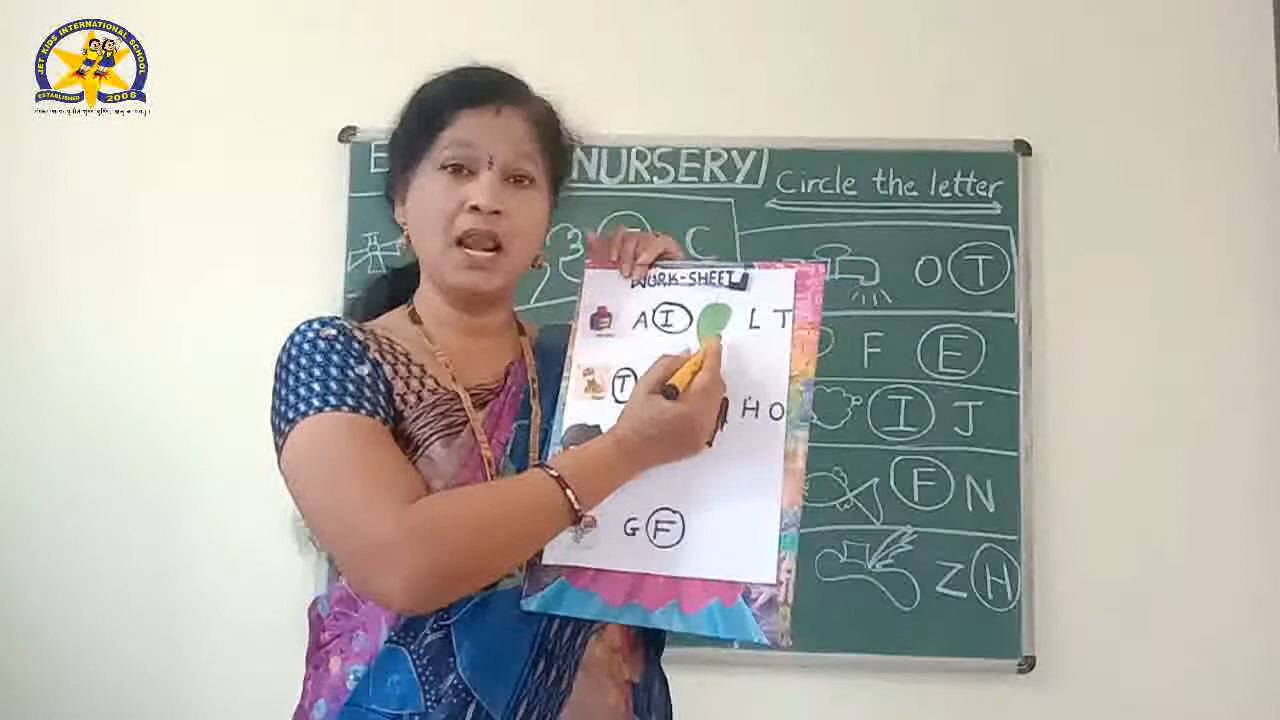 JET KIDS INTERNATIONAL SCHOOL
ESTABLISHED 2008
NURSERY
Circle the letter
C
O T
F E
I J
F N
Z H
WORK-SHEET
A I L T
T
H O
G F